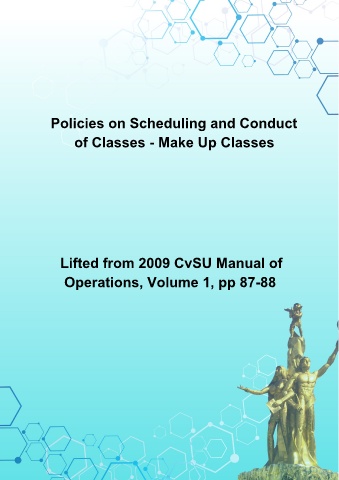 Policies on Scheduling and Conduct
of Classes - Make Up Classes
Lifted from 2009 CvSU Manual of
Operations, Volume 1, pp 87-88